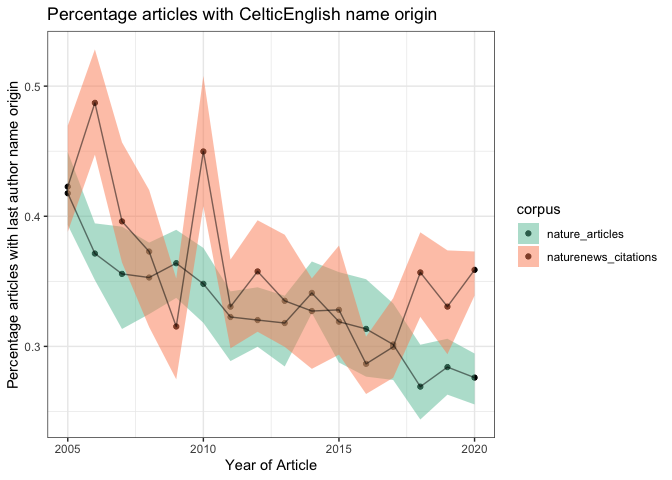 Percentage articles with CelticEnglish name origin
Percentage articles with last author name origin
0.5
0.4
0.3
2005
2010
2015
2020
Year of Article
corpus
nature_articles
naturenews_citations